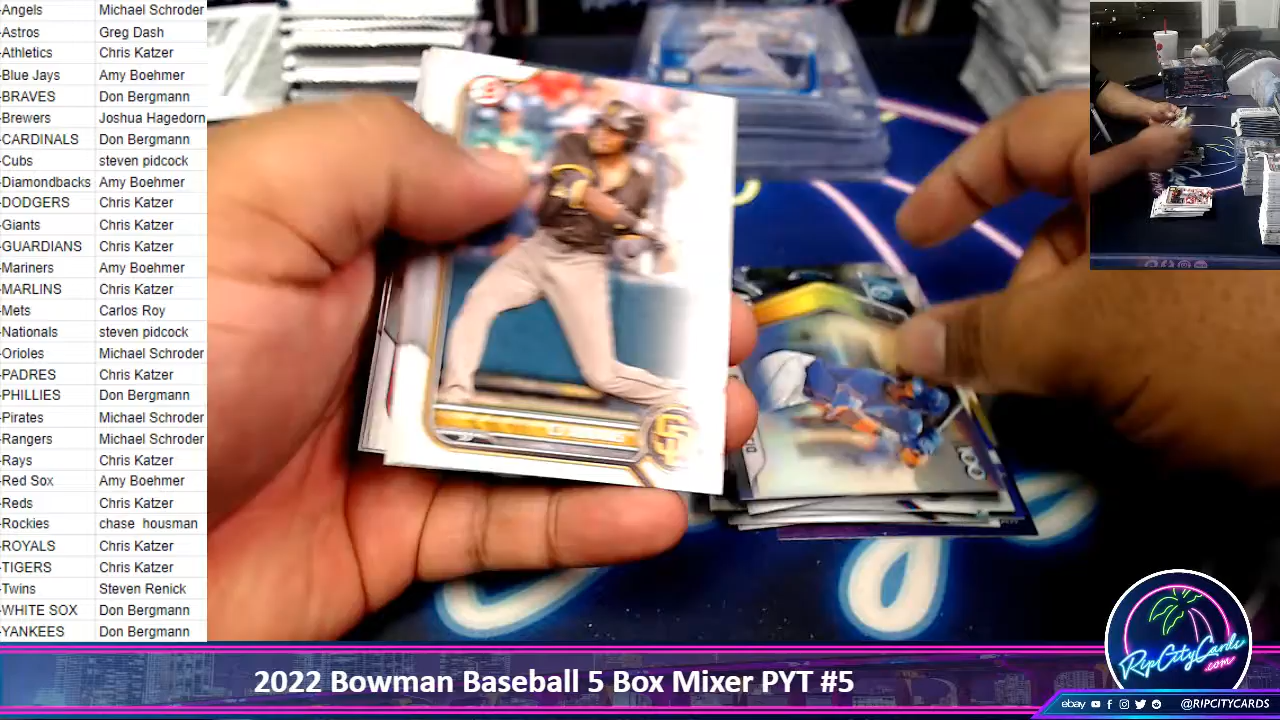 -Angels Michael Schroder
-Astros Greg Dash
-Athletics Chris Katzer
-Blue Jays Amy Boehmer
-BRAVES Don Bergmann
-Brewers Joshua Hagedorn
-CARDINALS Don Bergmann
-Cubs steven pidcock
-Diamondbacks Amy Boehmer
-DODGERS Chris Katzer
-Giants Chris Katzer
-GUARDIANS Chris Katzer
-Mariners Amy Boehmer
-MARLINS Chris Katzer
-Mets Carlos Roy
-Nationals steven pidcock
-Orioles Michael Schroder
-PADRES Chris Katzer
-PHILLIES Don Bergmann
-Pirates Michael Schroder
-Rangers Michael Schroder
-Rays Chris Katzer
-Red Sox Amy Boehmer
-Reds Chris Katzer
-Rockies chase housman
-ROYALS Chris Katzer
-TIGERS Chris Katzer
-Twins Steven Renick
-WHITE SOX Don Bergmann
-YANKEES Don Bergmann
SD
RipCityCards
.com
2022 Bowman Baseball 5 Box Mixer PYT #5
ebay @RIPCITYCARDS